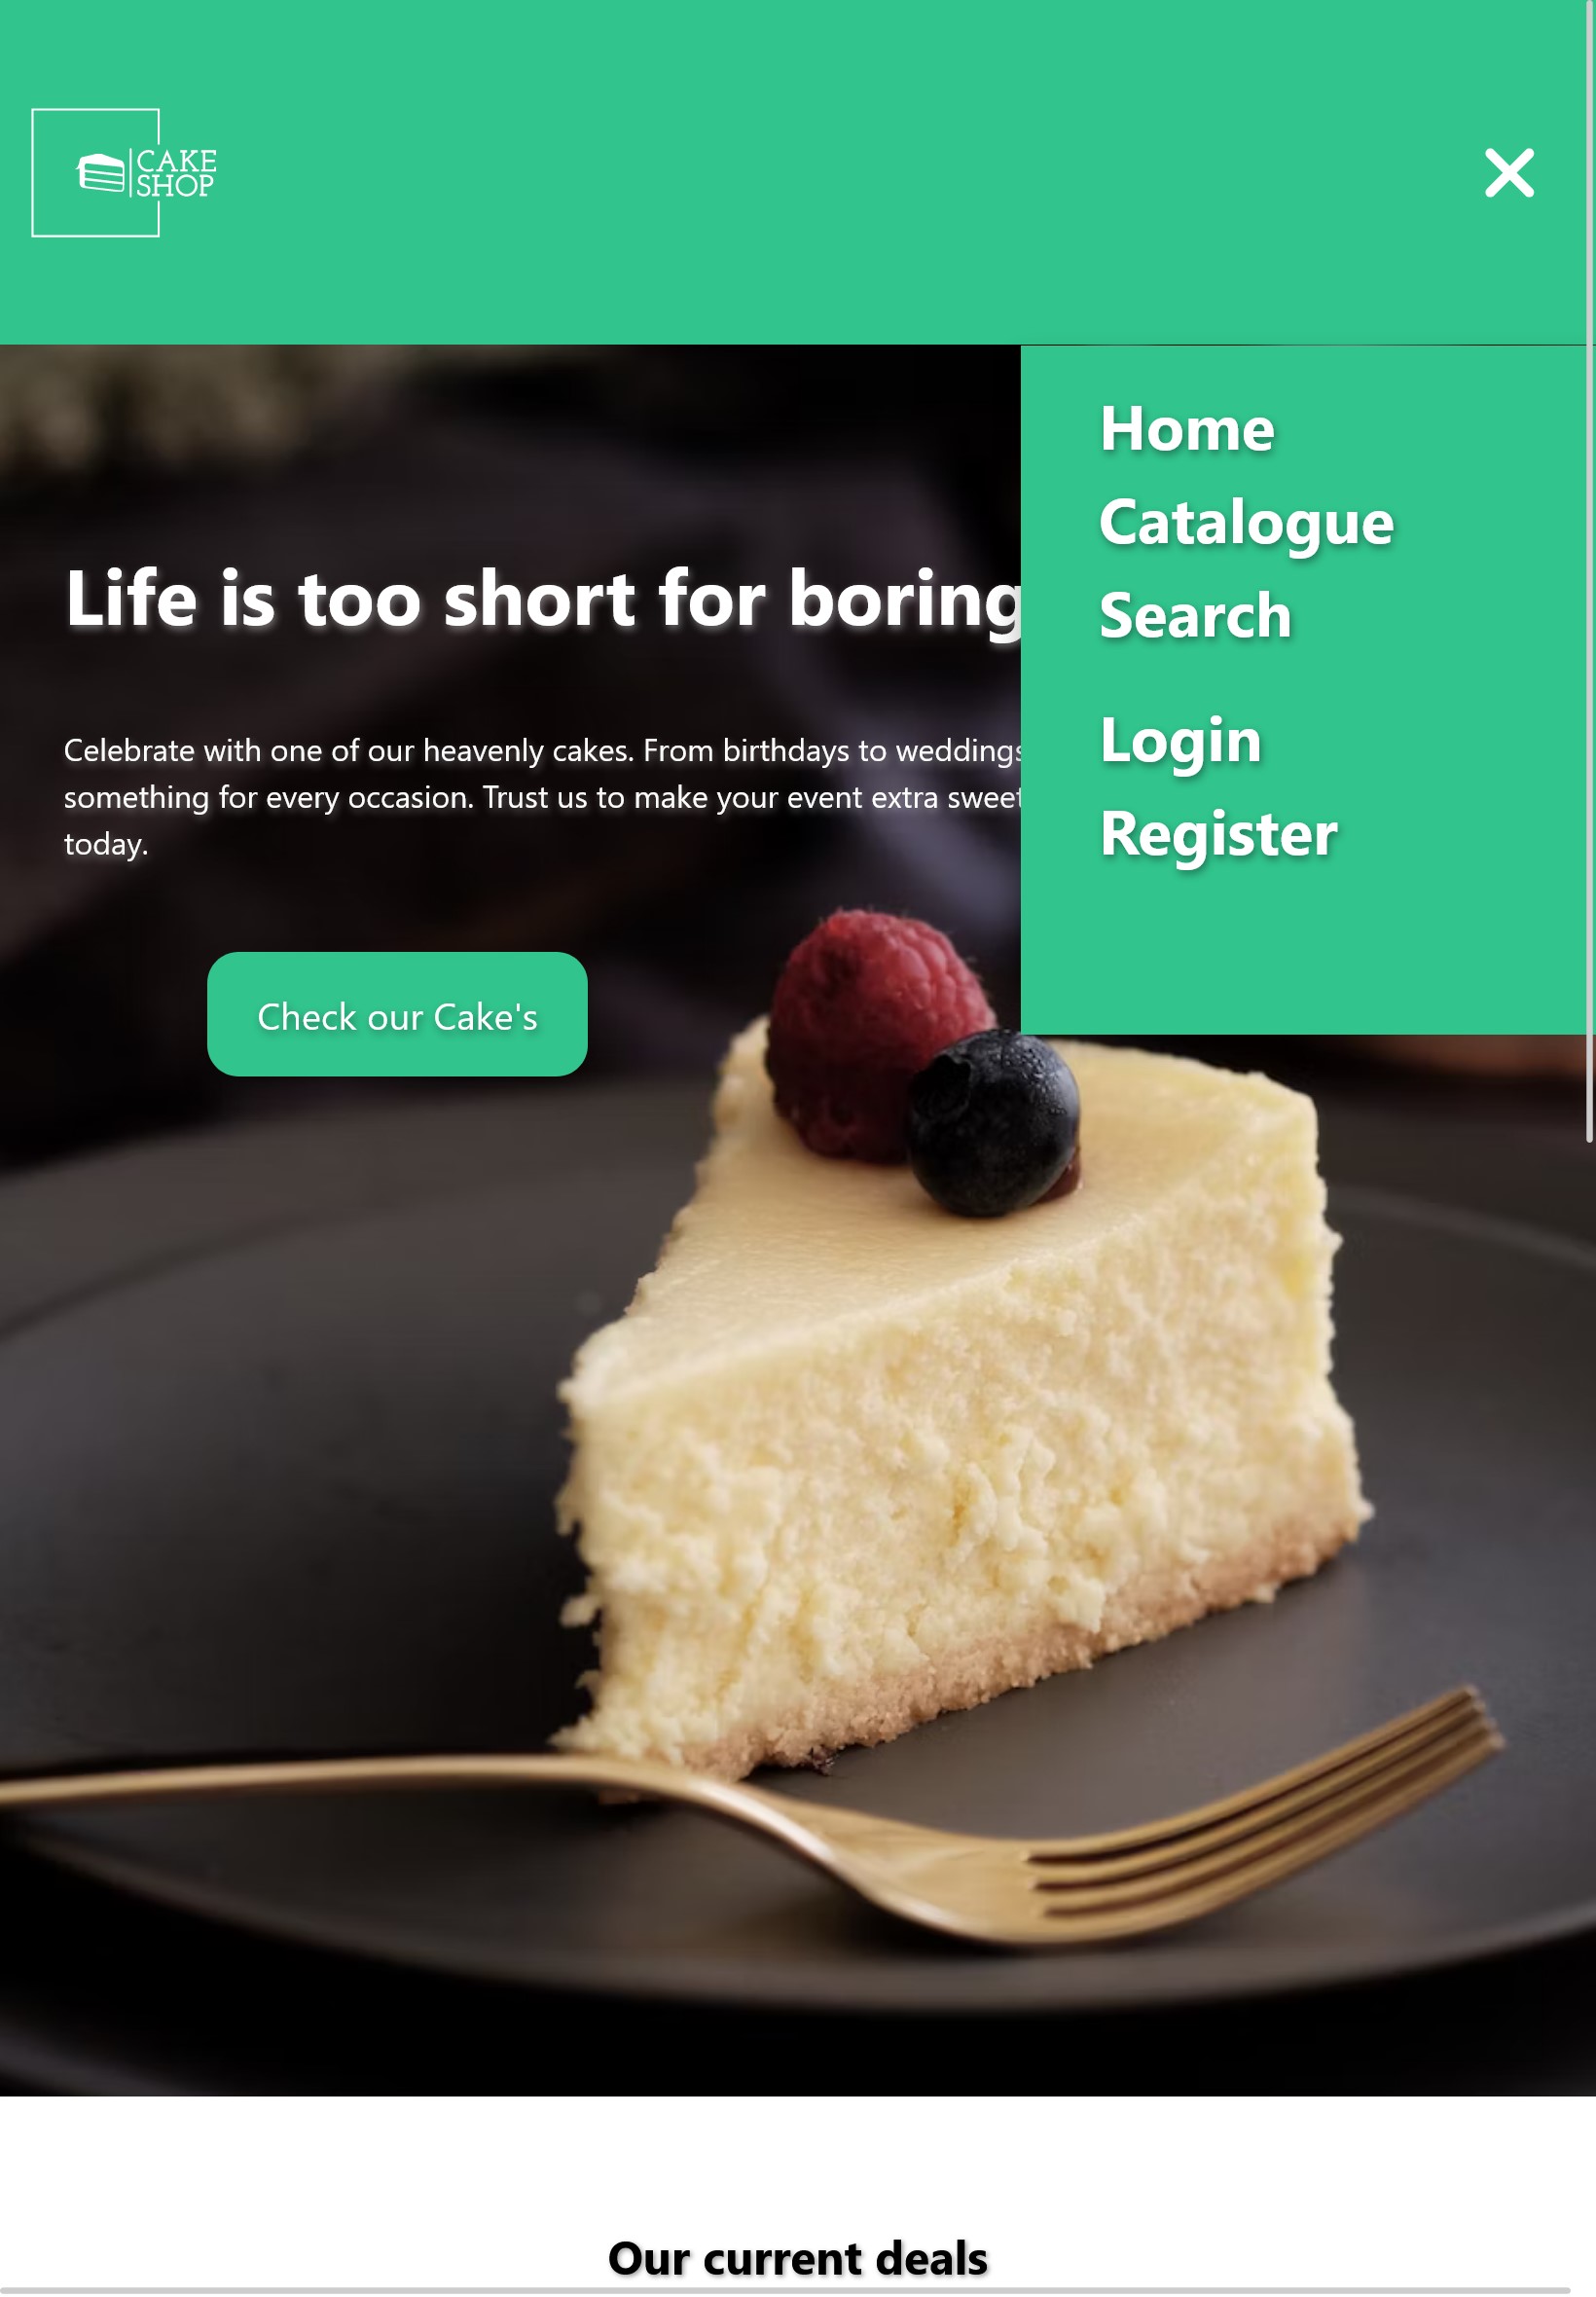 CAKE
SHOP
Home
Catalogue
Search
Login
Register
Life is too short for boring
Celebrate with one of our heavenly cakes. From birthdays to weddings
something for every occasion. Trust us to make your event extra sweet
today.
Check our Cake's
Our current deals